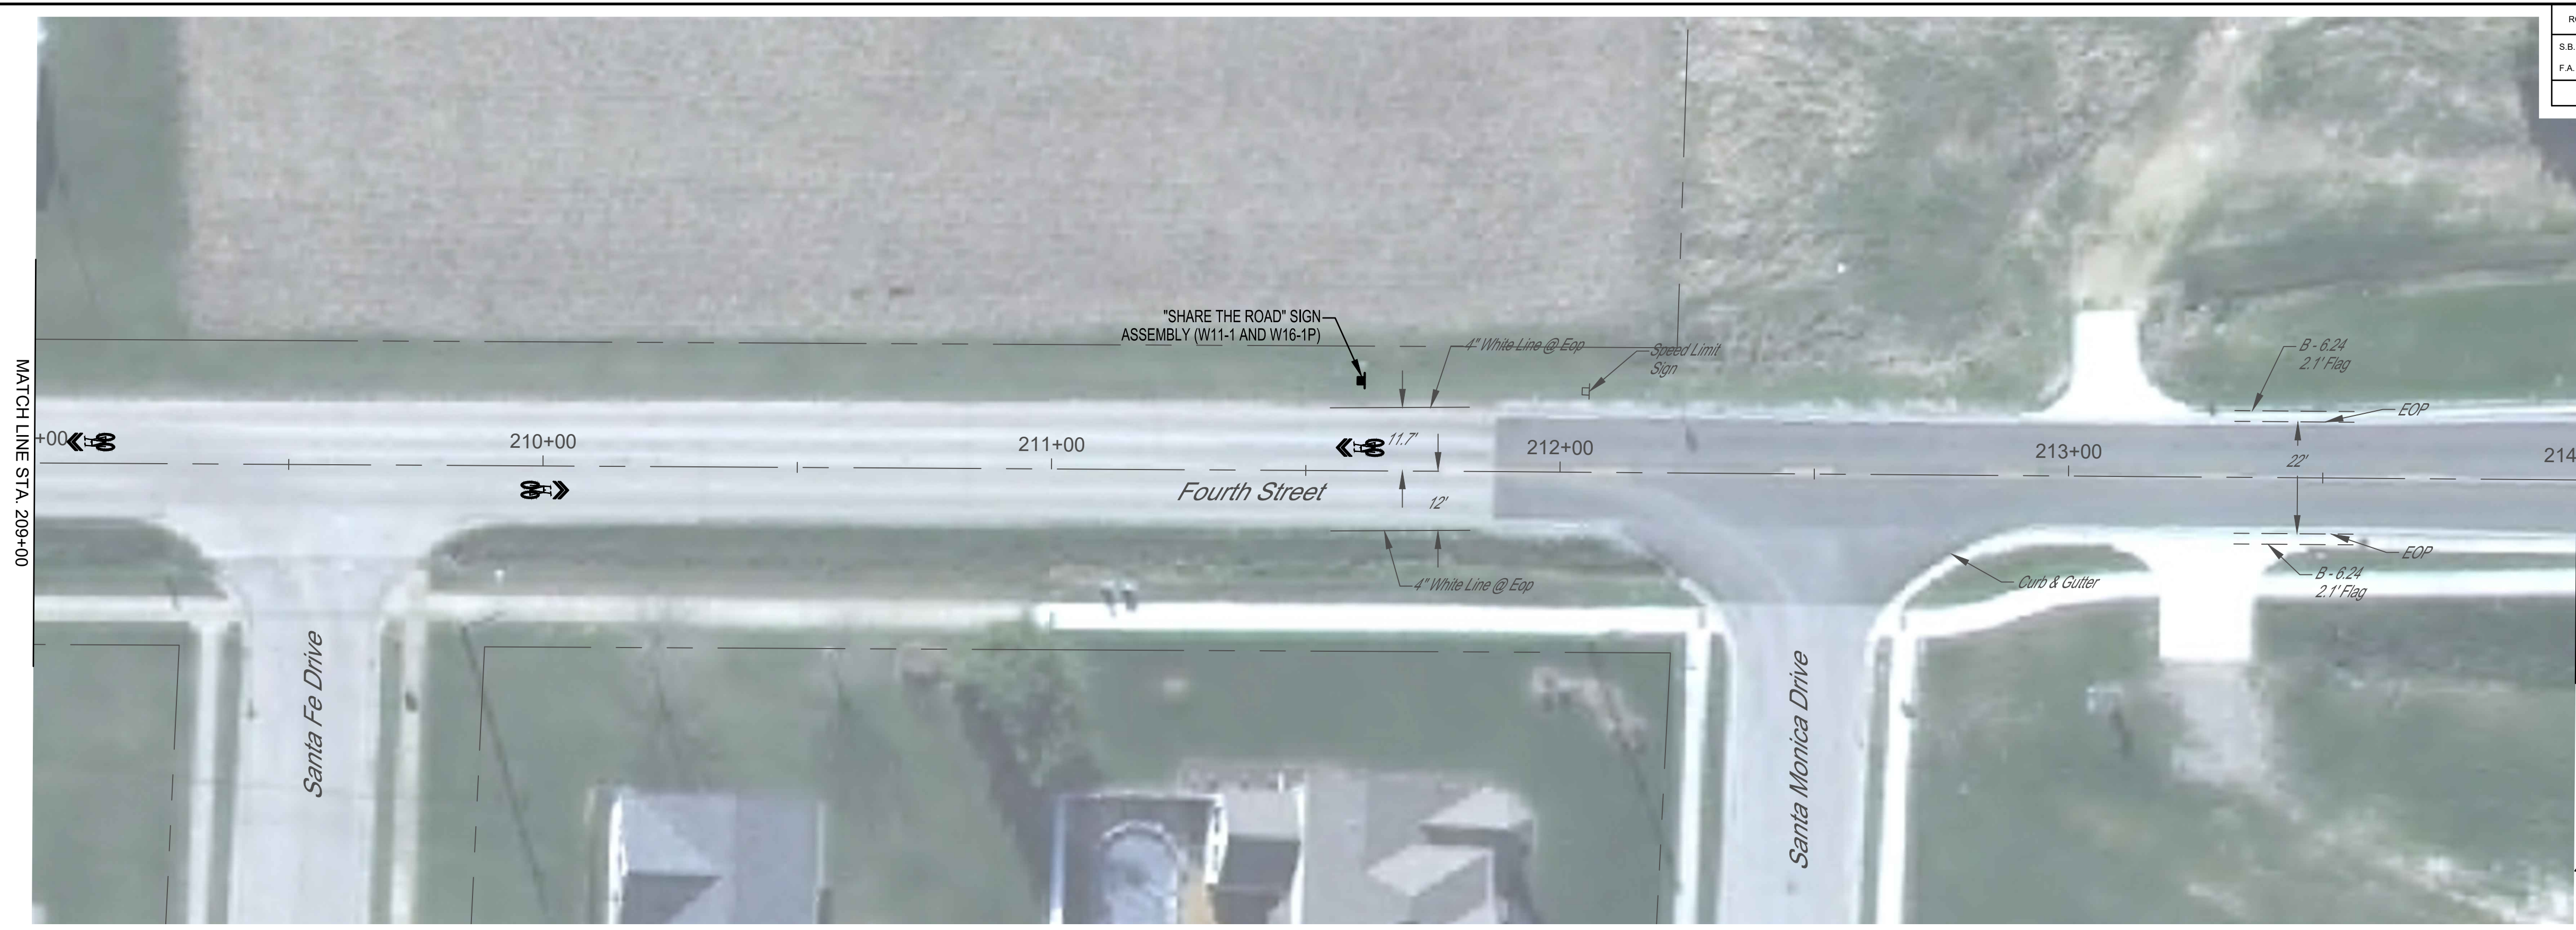 R
S.B.
F.A.
"SHARE THE ROAD" SIGN
ASSEMBLY (W11-1 AND W16-1P)
4" White Line @ Eop
Speed Limit
Sign
B - 6.24
2.1' Flag
EOP
MATCH LINE STA. 209+00
+00
210+00
211+00
11.7'
212+00
213+00
22'
214
Fourth Street
12'
4" White Line @ Eop
Curb & Gutter
EOP
B - 6.24
2.1' Flag
Santa Fe Drive
Santa Monica Drive